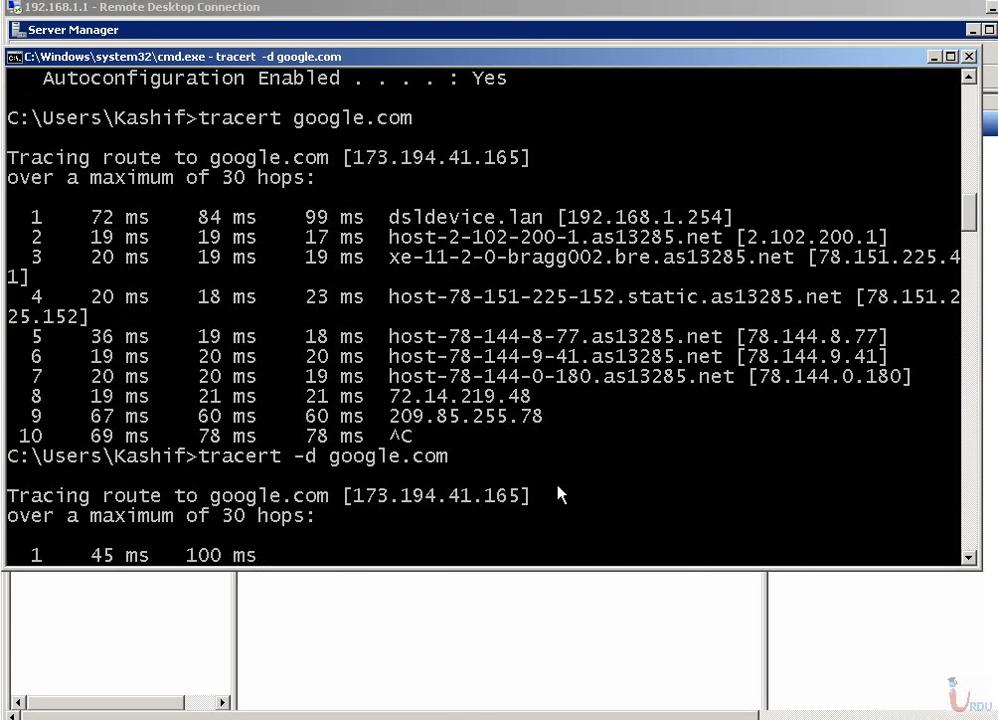 192.168.1.1 - Remote Desktop Connection
Server Manager
C:\Windows\system32\cmd.exe - tracert -d google.com
Autoconfiguration Enabled . . . . : Yes
C:\Users\Kashif>tracert google.com
Tracing route to google.com [173.194.41.165]
over a maximum of 30 hops:
1 72 ms 84 ms 99 ms dsldevice.lan [192.168.1.254]
2 19 ms 19 ms 17 ms host-2-102-200-1.as13285.net [2.102.200.1]
3 20 ms 19 ms 19 ms xe-11-2-0-bragg002.bre.as13285.net [78.151.225.4
1]
4 20 ms 18 ms 23 ms host-78-151-225-152.static.as13285.net [78.151.2
25.152]
5 36 ms 19 ms 18 ms host-78-144-8-77.as13285.net [78.144.8.77]
6 19 ms 20 ms 20 ms host-78-144-9-41.as13285.net [78.144.9.41]
7 20 ms 20 ms 19 ms host-78-144-0-180.as13285.net [78.144.0.180]
8 19 ms 21 ms 21 ms 72.14.219.48
9 67 ms 60 ms 60 ms 209.85.255.78
10 69 ms 78 ms 78 ms ^C
C:\Users\Kashif>tracert -d google.com
Tracing route to google.com [173.194.41.165]
over a maximum of 30 hops:
1 45 ms 100 ms
URDU